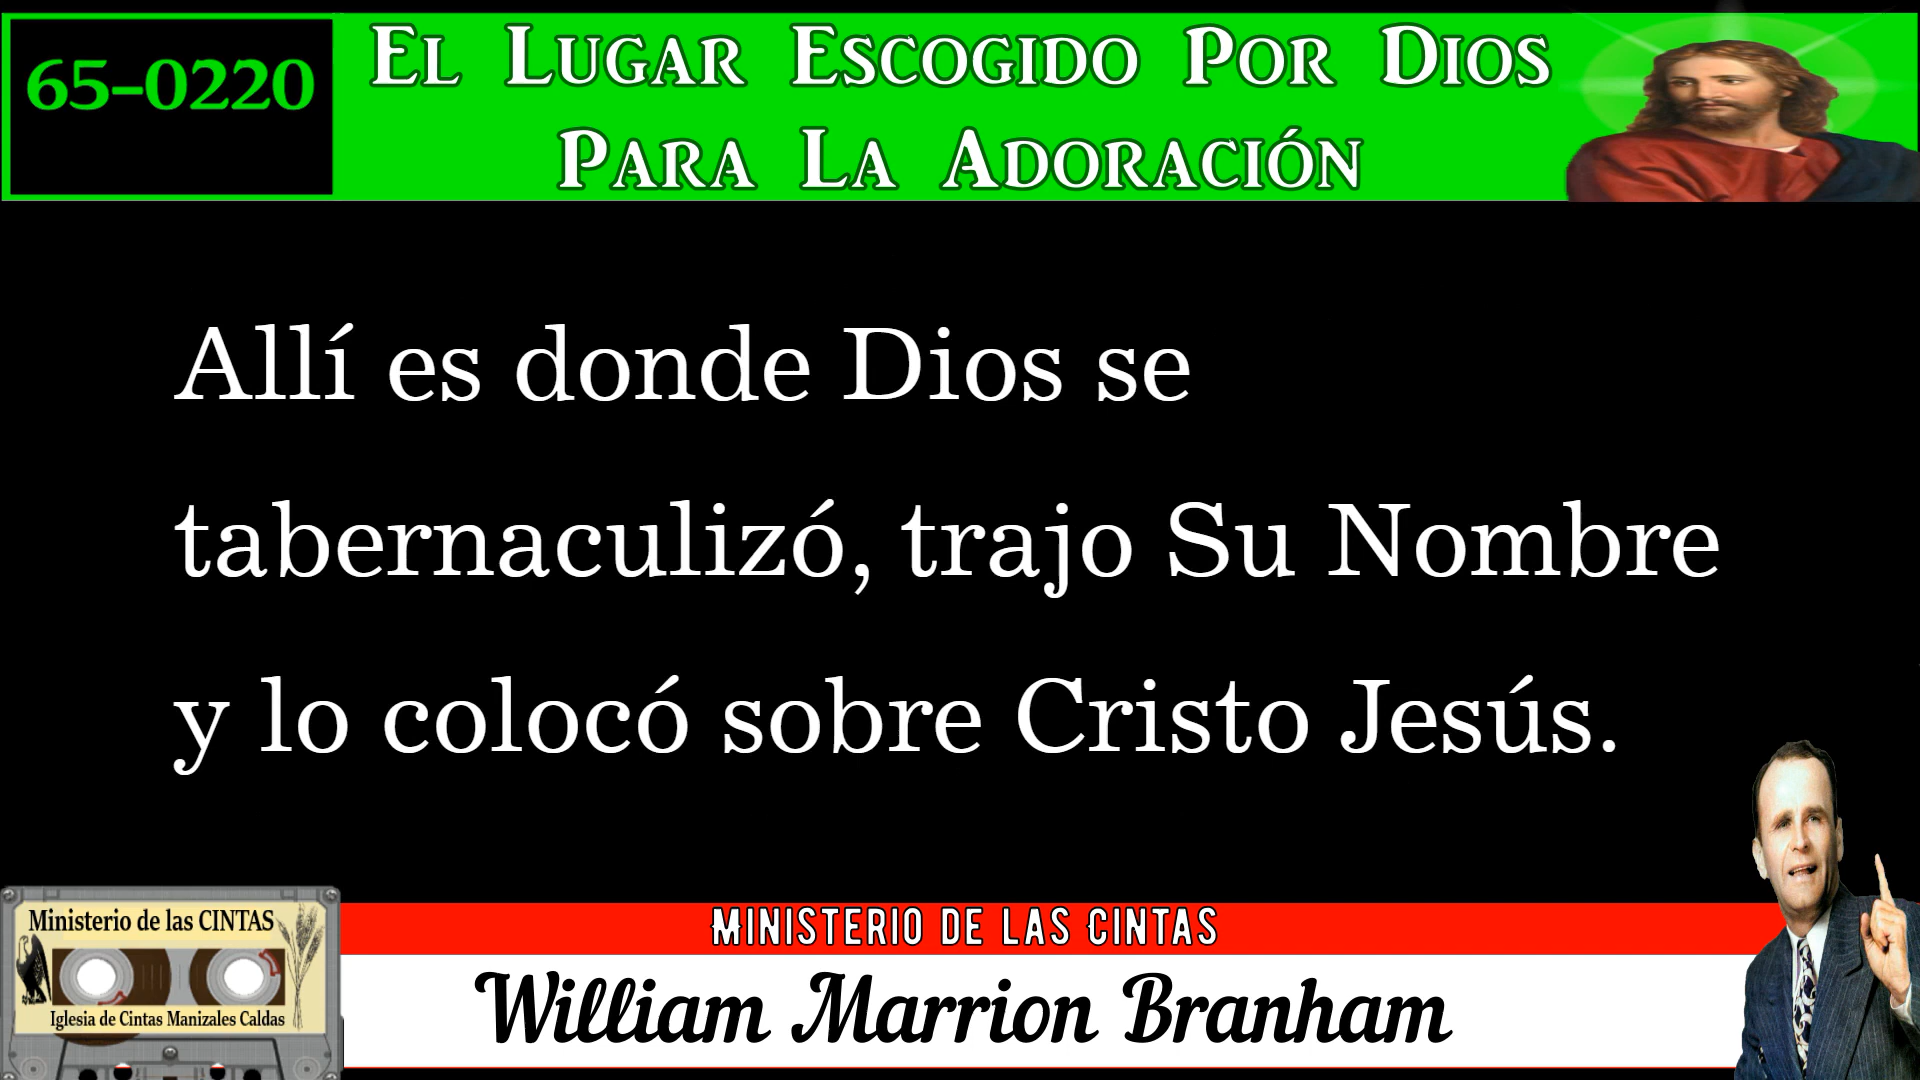 65-0220
El Lugar Escogido Por Dios
Para La Adoración
Allí es donde Dios se
tabernaculizó, trajo Su Nombre
y lo colocó sobre Cristo Jesús.
Ministerio de las CINTAS
Iglesia de Cintas Manizales Caldas
MINISTERIO DE LAS CINTAS
William Marrion Branham